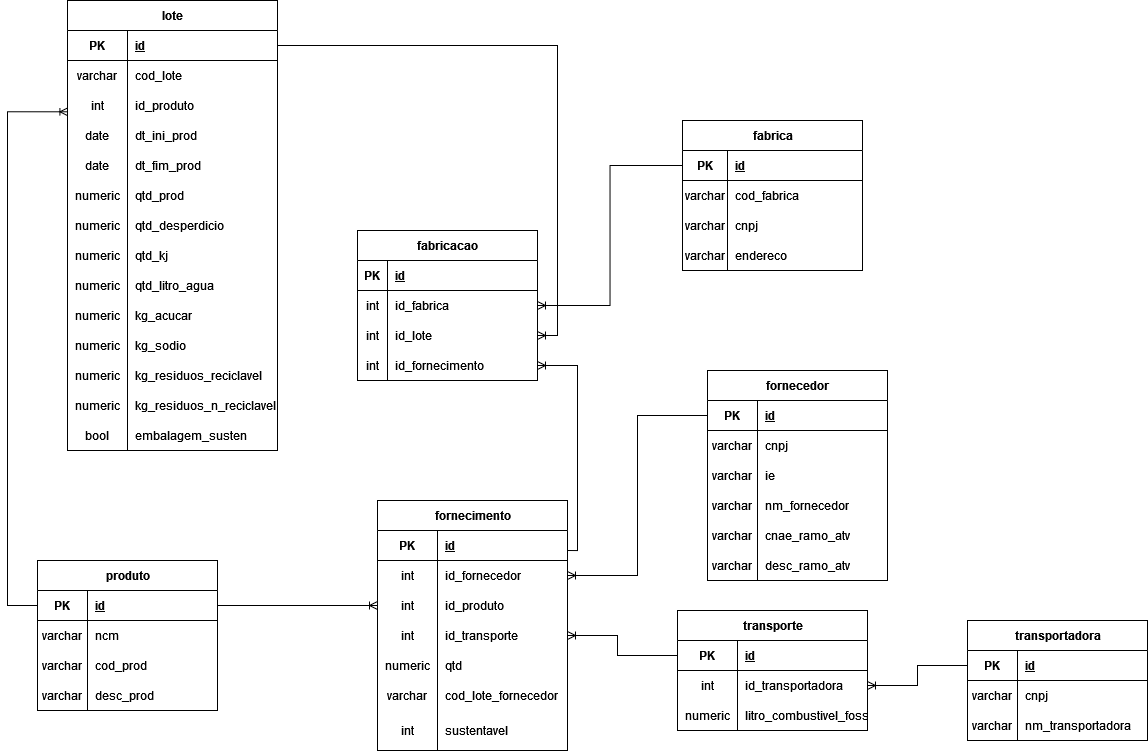 lote
PK id
varchar cod_lote
int id_produto
date dt_ini_prod
date dt_fim_prod
numeric qtd_prod
numeric qtd_desperdicio
numeric qtd_kj
numeric qtd_litro_agua
numeric kg_acucar
numeric kg_sodio
numeric kg_residuos_reciclavel
numeric kg_residuos_n_reciclavel
bool embalagem_susten
fabrica
PK id
varchar cod_fabrica
varchar cnpj
varchar endereco
fabricacao
PK id
int id_fabrica
int id_lote
int id_fornecimento
fornecedor
PK id
varchar cnpj
varchar ie
varchar nm_fornecedor
varchar cnae_ramo_atv
varchar desc_ramo_atv
fornecimento
PK id
int id_fornecedor
int id_produto
int id_transporte
numeric qtd
varchar cod_lote_fornecedor
int sustentavel
produto
PK id
varchar ncm
varchar cod_prod
varchar desc_prod
transporte
PK id
int id_transportadora
numeric litro_combustivel_foss
transportadora
PK id
varchar cnpj
varchar nm_transportadora